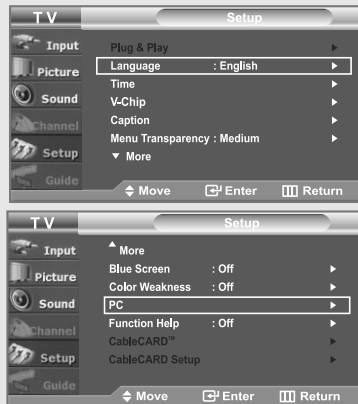 TV Setup
Input
Picture
Sound
Channel
Setup
Guide
Plug & Play
Language : English
Time
V-Chip
Caption
Menu Transparency : Medium
▼ More
Move Enter Return
TV Setup
Input
Picture
Sound
Channel
Setup
Guide
▲ More
Blue Screen : Off
Color Weakness : Off
PC
Function Help : Off
CableCARD™
CableCARD Setup
Move Enter Return